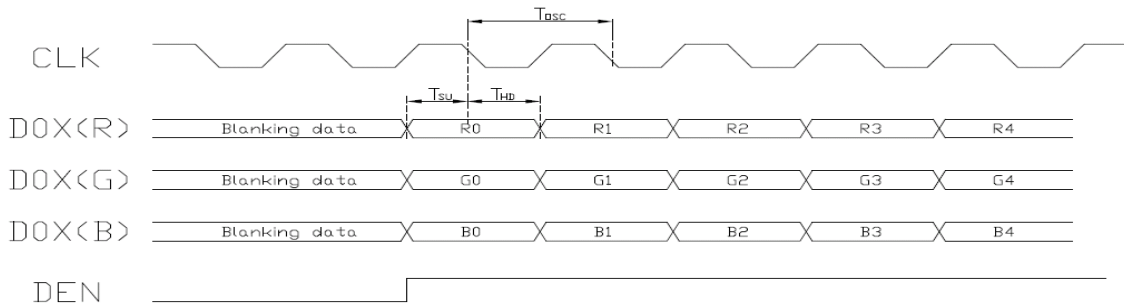 Tosc
CLK
Tsu THD
DOX(R) Blanking data R0 R1 R2 R3 R4
DOX(G) Blanking data G0 G1 G2 G3 G4
DOX(B) Blanking data B0 B1 B2 B3 B4
DEN